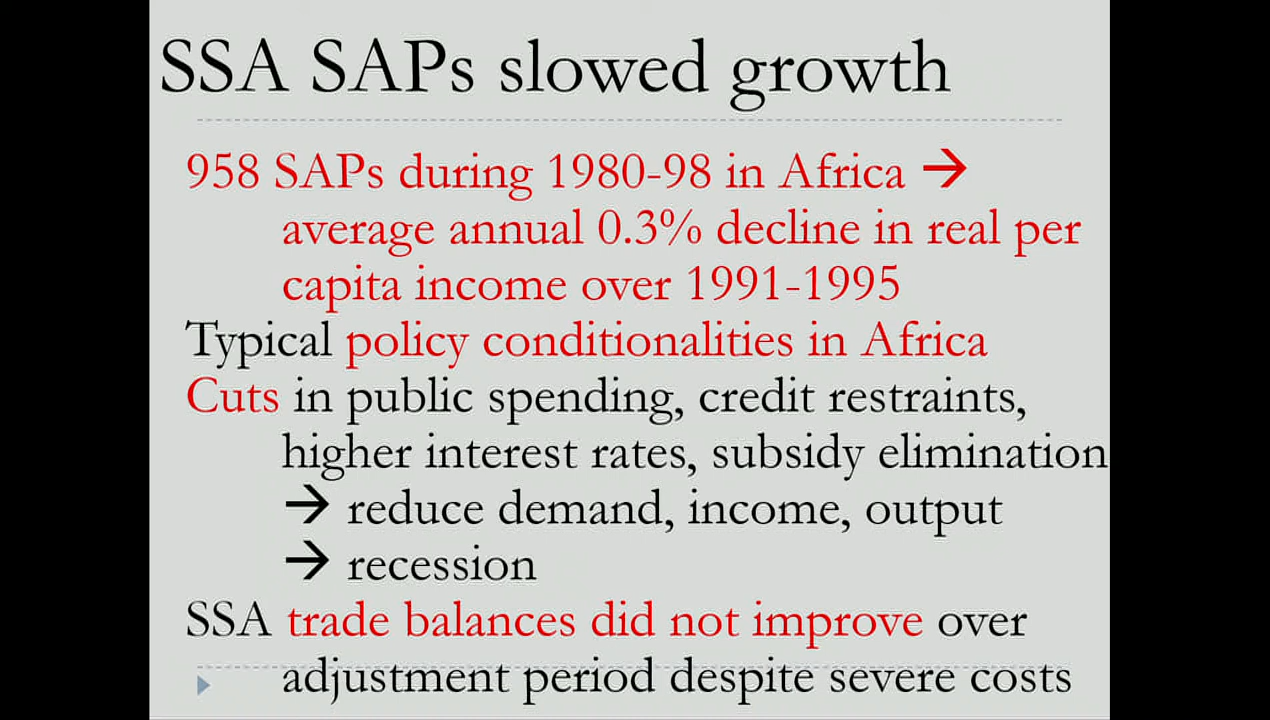 SSA SAPs slowed growth
958 SAPs during 1980-98 in Africa →
average annual 0.3% decline in real per
capita income over 1991-1995
Typical policy conditionalities in Africa
Cuts in public spending, credit restraints,
higher interest rates, subsidy elimination
→ reduce demand, income, output
→ recession
SSA trade balances did not improve over
adjustment period despite severe costs